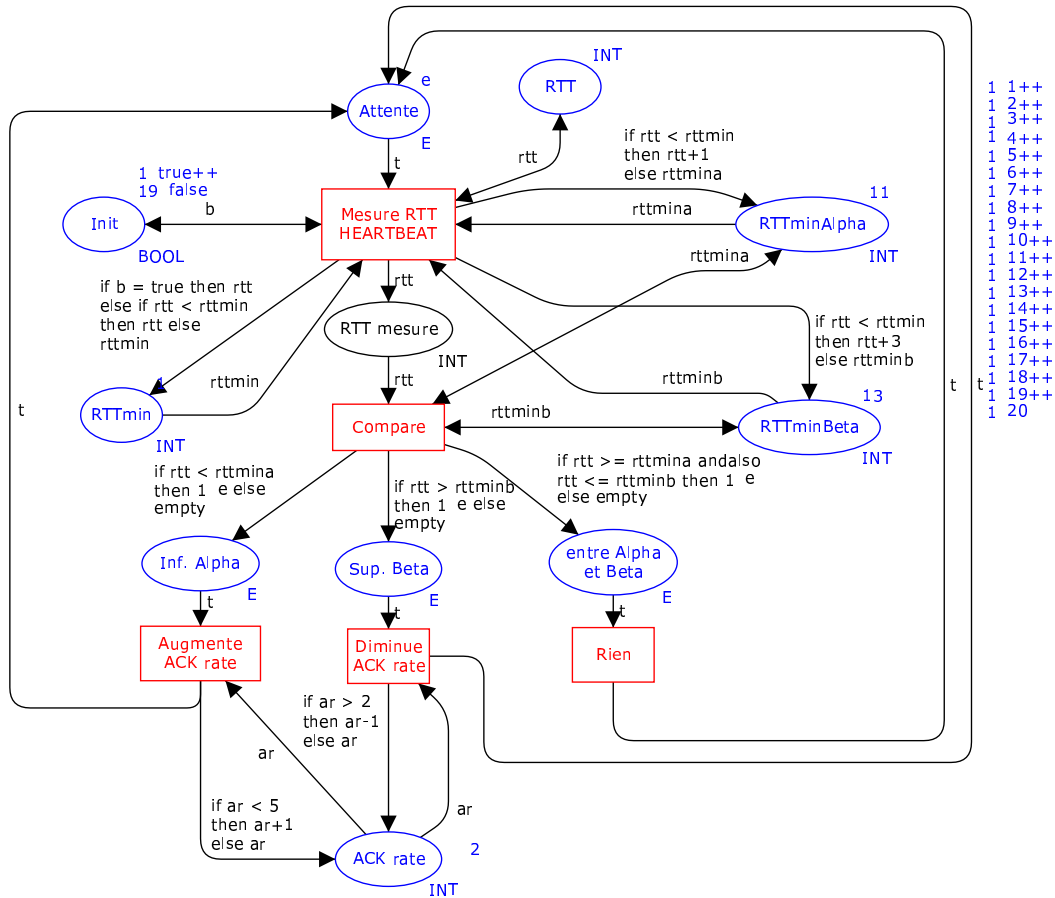 e
Attente
E
t
INT
RTT
rtt
if rtt < rttmin
then rtt+1
else rttmina
1 true++
19 false
b
Init
BOOL
Mesure RTT
HEARTBEAT
rttmina
11
RTTminAlpha
INT
rttmina
if b = true then rtt
else if rtt < rttmin
then rtt else
rttmin
rtt
RTT mesure
INT
rtt
if rtt < rttmin
then rtt+3
else rttminb
rttmin
RTTmin
INT
t
rttminb
rttminb
Compare
13
RTTminBeta
INT
t
t
1 1++
1 2++
1 3++
1 4++
1 5++
1 6++
1 7++
1 8++
1 9++
1 10++
1 11++
1 12++
1 13++
1 14++
1 15++
1 16++
1 17++
1 18++
1 19++
1 20
if rtt < rttmina
then 1 e else
empty
if rtt > rttminb
then 1 e else
empty
if rtt >= rttmina andalso
rtt <= rttminb then 1 e
else empty
Inf. Alpha
E
t
Sup. Beta
E
t
entre Alpha
et Beta
E
t
Augmente
ACK rate
Diminue
ACK rate
Rien
if ar > 2
then ar-1
else ar
ar
if ar < 5
then ar+1
else ar
ar
ACK rate
2
INT